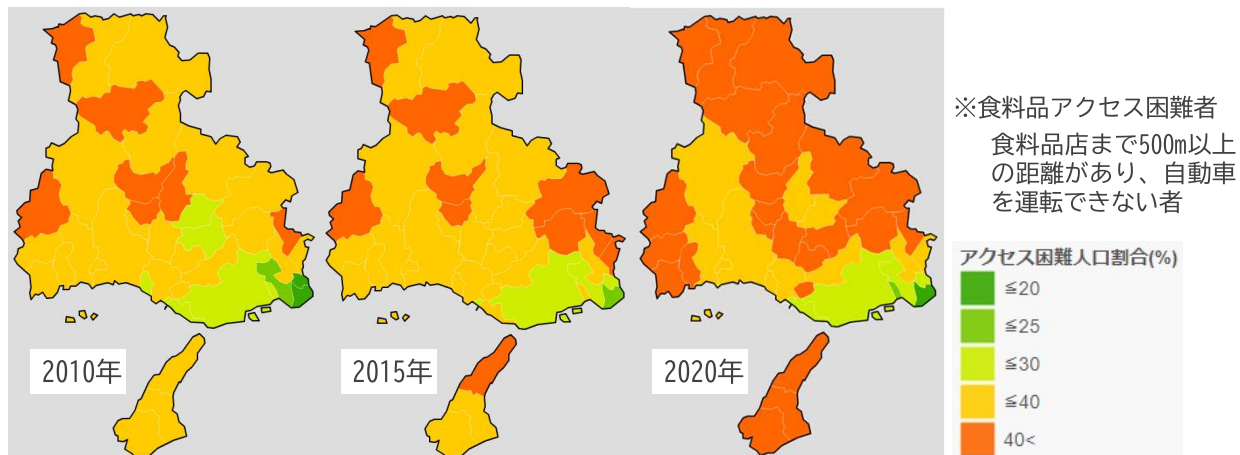 2010年
2015年
2020年
※食料品アクセス困難者
食料品店まで500m以上
の距離があり、自動車
を運転できない者
アクセス困難人口割合(%)
≦20
≦25
≦30
≦40
40<